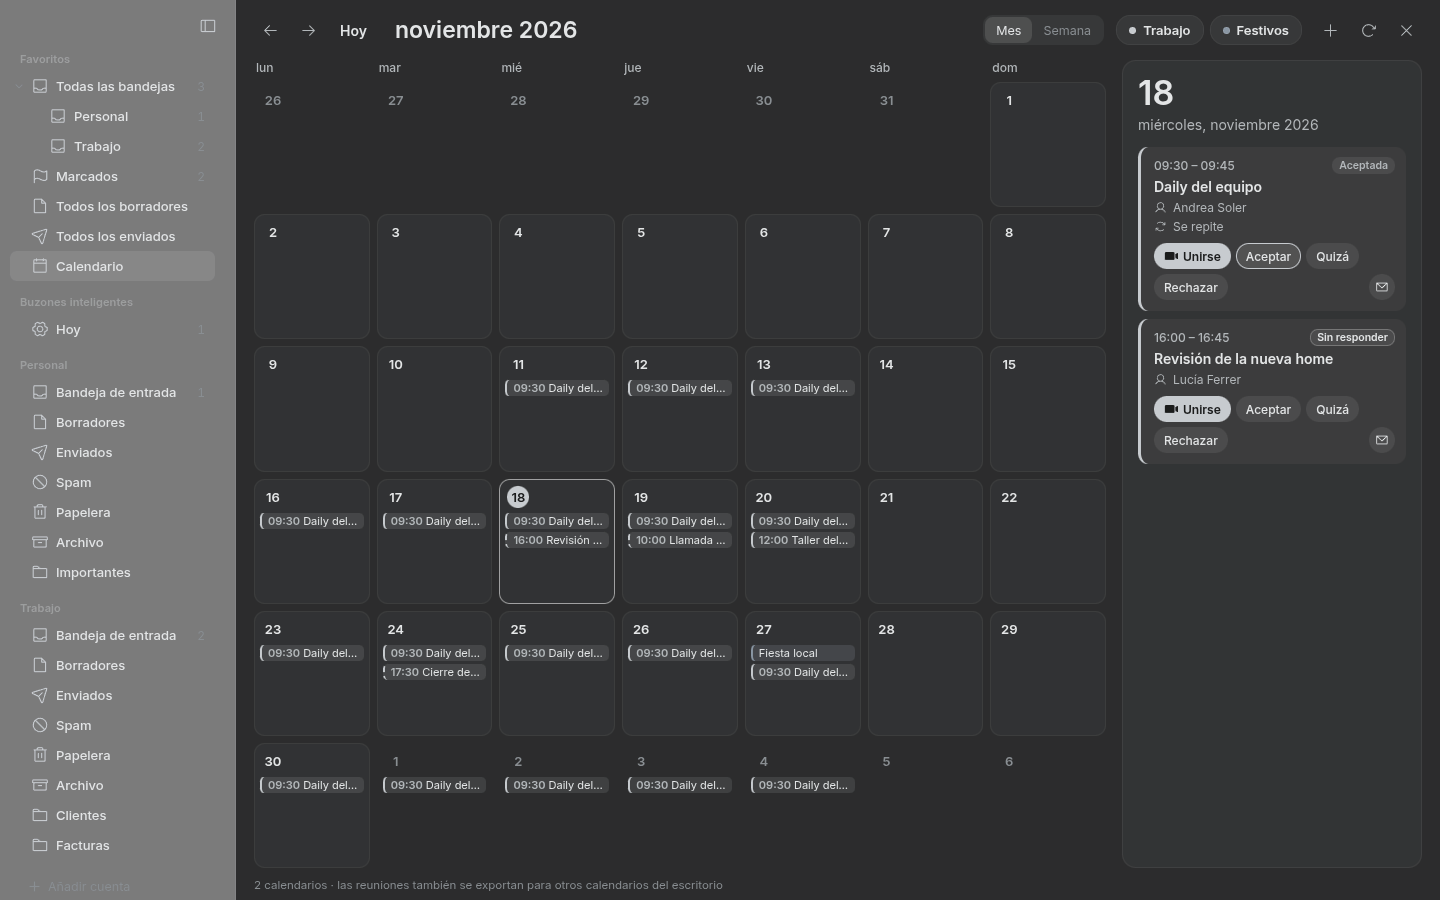 Favoritos
Todas las bandejas 3
Personal 1
Trabajo 2
Marcados 2
Todos los borradores
Todos los enviados
Calendario
Buzones inteligentes
Hoy 1
Personal
Bandeja de entrada 1
Borradores
Enviados
Spam
Papelera
Archivo
Importantes
Trabajo
Bandeja de entrada 2
Borradores
Enviados
Spam
Papelera
Archivo
Clientes
Facturas
Añadir cuenta
Hoy noviembre 2026 Mes Semana Trabajo Festivos
lun mar mié jue vie sáb dom
26 27 28 29 30 31 1
2 3 4 5 6 7 8
9 10 11 12 13 14 15
09:30 Daily del... 09:30 Daily del... 09:30 Daily del...
16 17 18 19 20 21 22
09:30 Daily del... 09:30 Daily del... 09:30 Daily del... 09:30 Daily del... 09:30 Daily del...
16:00 Revisión ... 10:00 Llamada ... 12:00 Taller del...
23 24 25 26 27 28 29
09:30 Daily del... 09:30 Daily del... 09:30 Daily del... 09:30 Daily del... Fiesta local
17:30 Cierre de... 09:30 Daily del...
30 1 2 3 4 5 6
09:30 Daily del... 09:30 Daily del... 09:30 Daily del... 09:30 Daily del... 09:30 Daily del...
2 calendarios · las reuniones también se exportan para otros calendarios del escritorio
18
miércoles, noviembre 2026
09:30 – 09:45 Aceptada
Daily del equipo
Andrea Soler
Se repite
Unirse Aceptar Quizá
Rechazar
16:00 – 16:45 Sin responder
Revisión de la nueva home
Lucía Ferrer
Unirse Aceptar Quizá
Rechazar